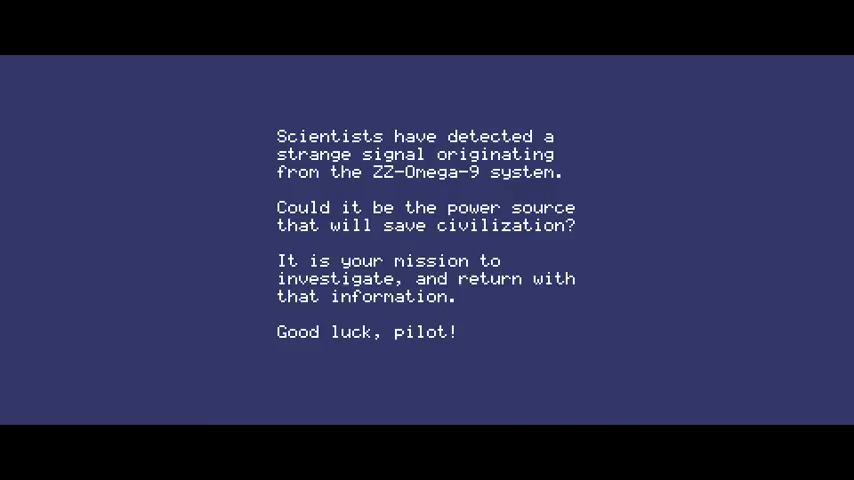 Scientists have detected a
strange signal originating
from the ZZ-Omega-9 system.
Could it be the power source
that will save civilization?
It is your mission to
investigate, and return with
that information.
Good luck, pilot!